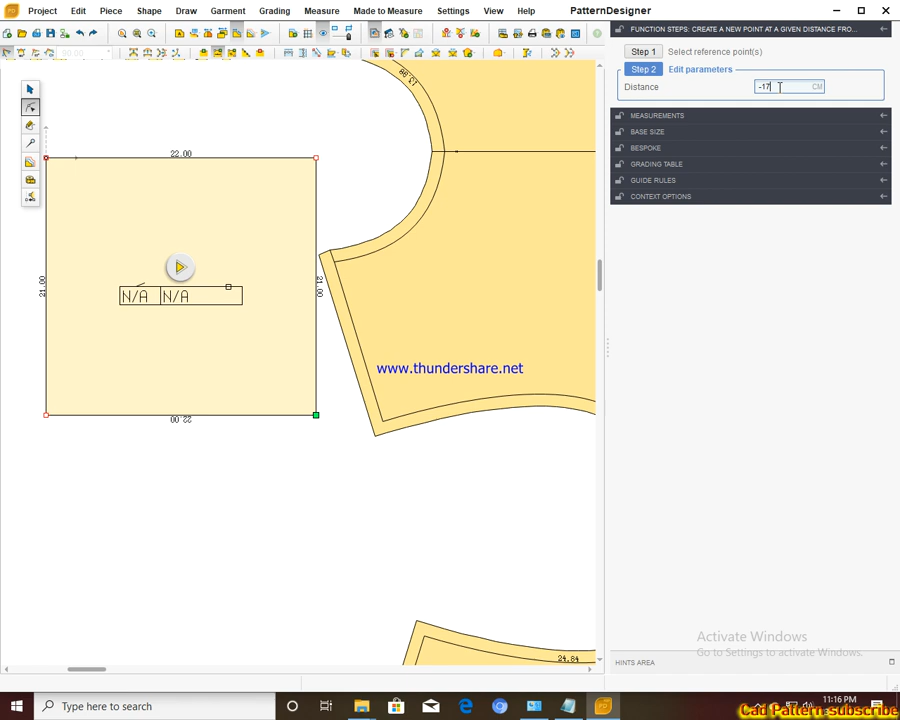 Project Edit Piece Shape Draw Garment Grading Measure Made to Measure Settings View Help PatternDesigner
FUNCTION STEPS: CREATE A NEW POINT AT A GIVEN DISTANCE FRO...
Step 1 Select reference point(s)
Step 2 Edit parameters
Distance -17 CM
MEASUREMENTS
BASE SIZE
BESPOKE
GRADING TABLE
GUIDE RULES
CONTEXT OPTIONS
13.88
22.00
21.00
21.00
N/A N/A
22.00
www.thundershare.net
24.84
Activate Windows
Go to Settings to activate Windows.
HINTS AREA
Type here to search
11:16 PM
Cad Pattern-subscribe